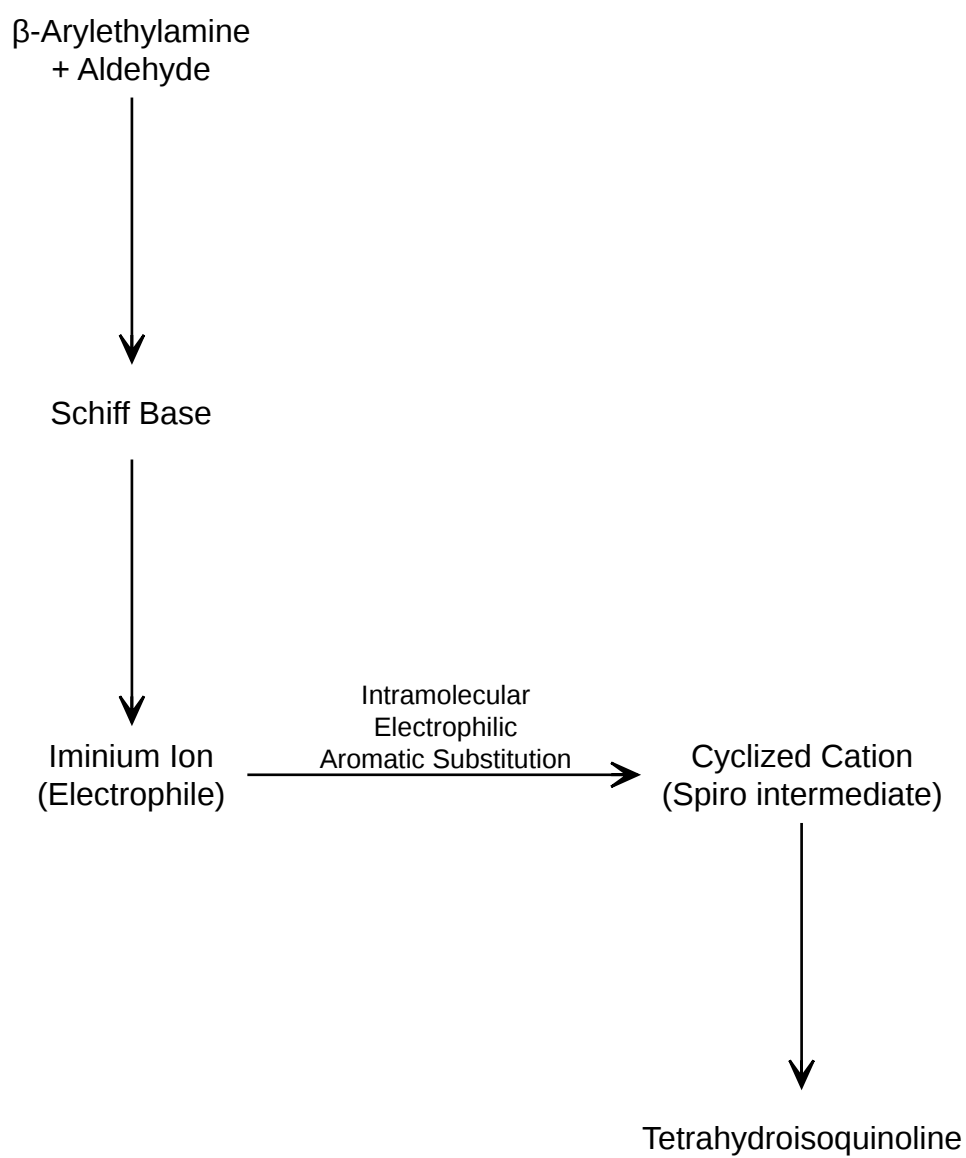 β-Arylethylamine
+ Aldehyde
Schiff Base
Iminium Ion
(Electrophile)
Intramolecular
Electrophilic
Aromatic Substitution
Cyclized Cation
(Spiro intermediate)
Tetrahydroisoquinoline